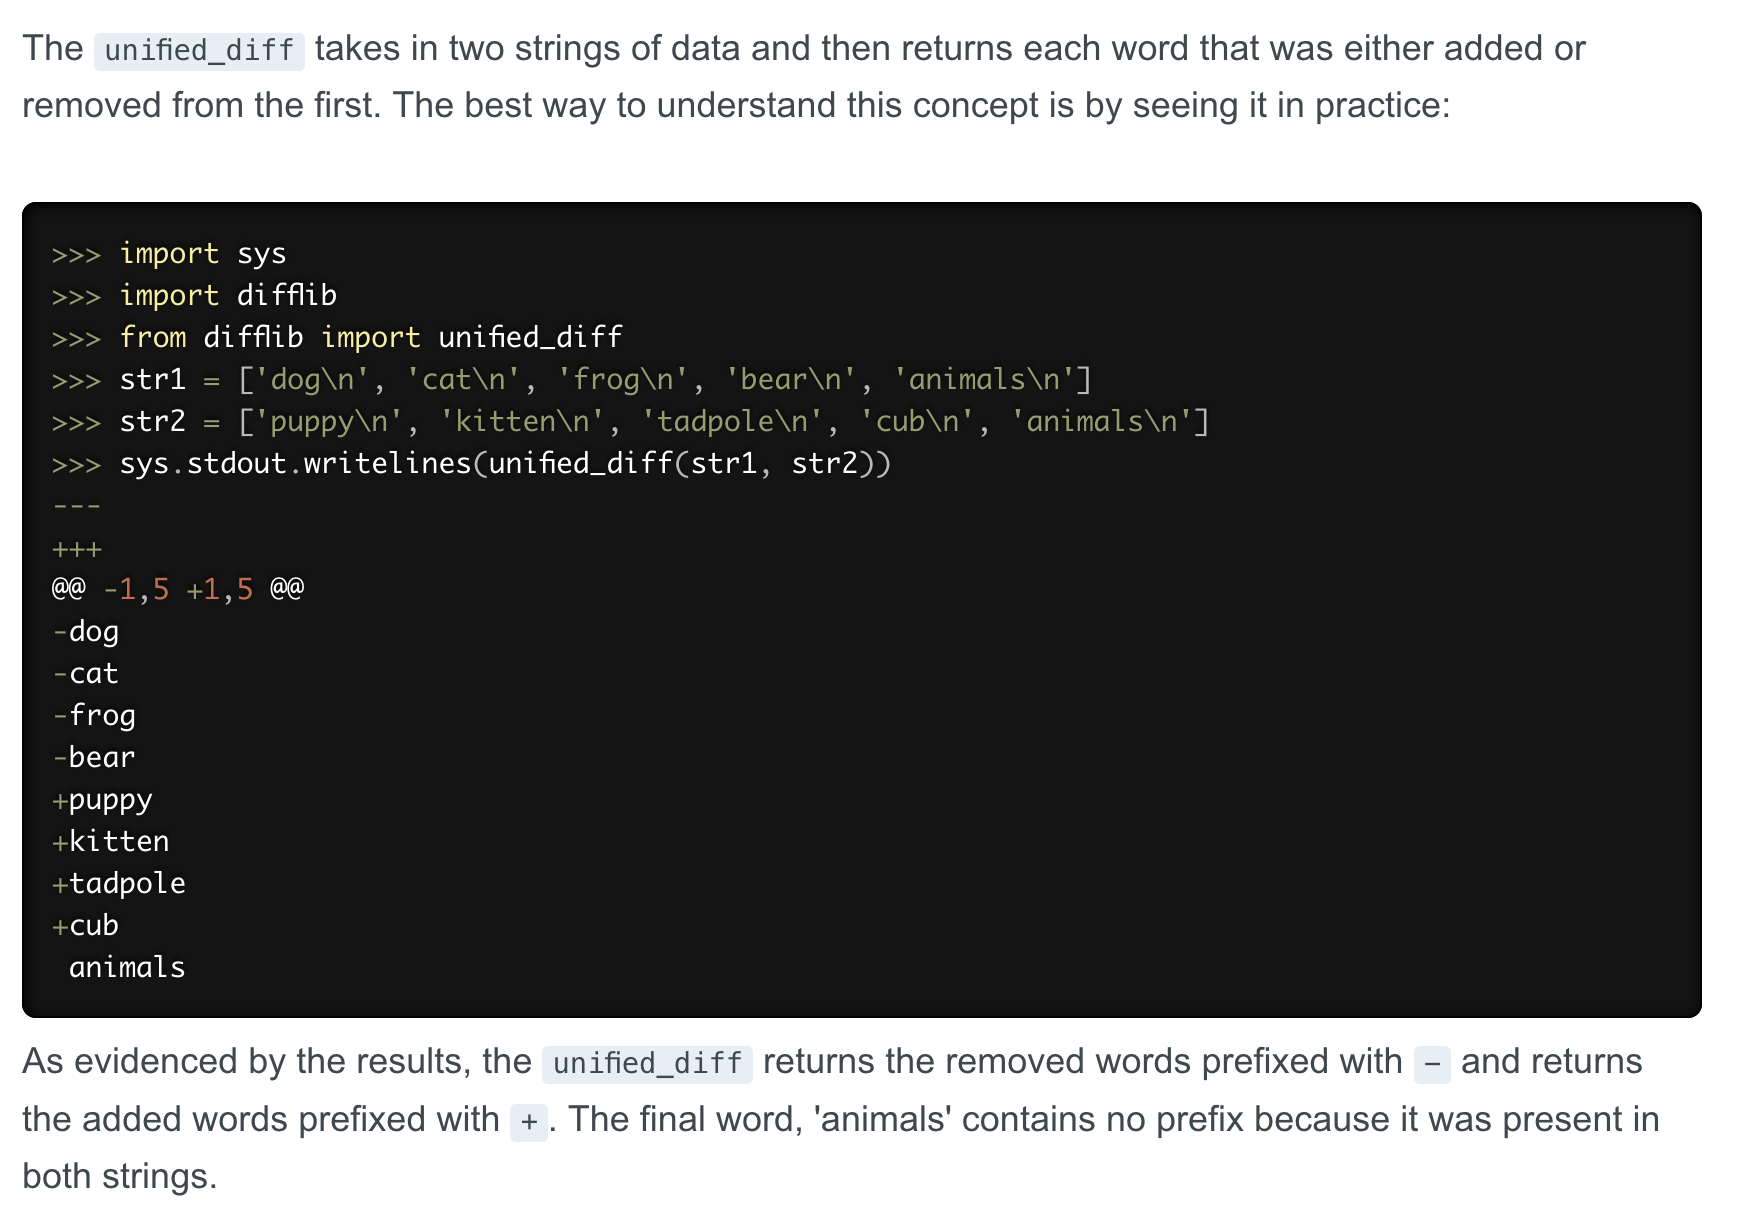 The unified_diff takes in two strings of data and then returns each word that was either added or
removed from the first. The best way to understand this concept is by seeing it in practice:
>>> import sys
>>> import difflib
>>> from difflib import unified_diff
>>> str1 = ['dog\n', 'cat\n', 'frog\n', 'bear\n', 'animals\n']
>>> str2 = ['puppy\n', 'kitten\n', 'tadpole\n', 'cub\n', 'animals\n']
>>> sys.stdout.writelines(unified_diff(str1, str2))
---
+++
@@ -1,5 +1,5 @@
-dog
-cat
-frog
-bear
+puppy
+kitten
+tadpole
+cub
 animals
As evidenced by the results, the unified_diff returns the removed words prefixed with - and returns
the added words prefixed with +. The final word, 'animals' contains no prefix because it was present in
both strings.